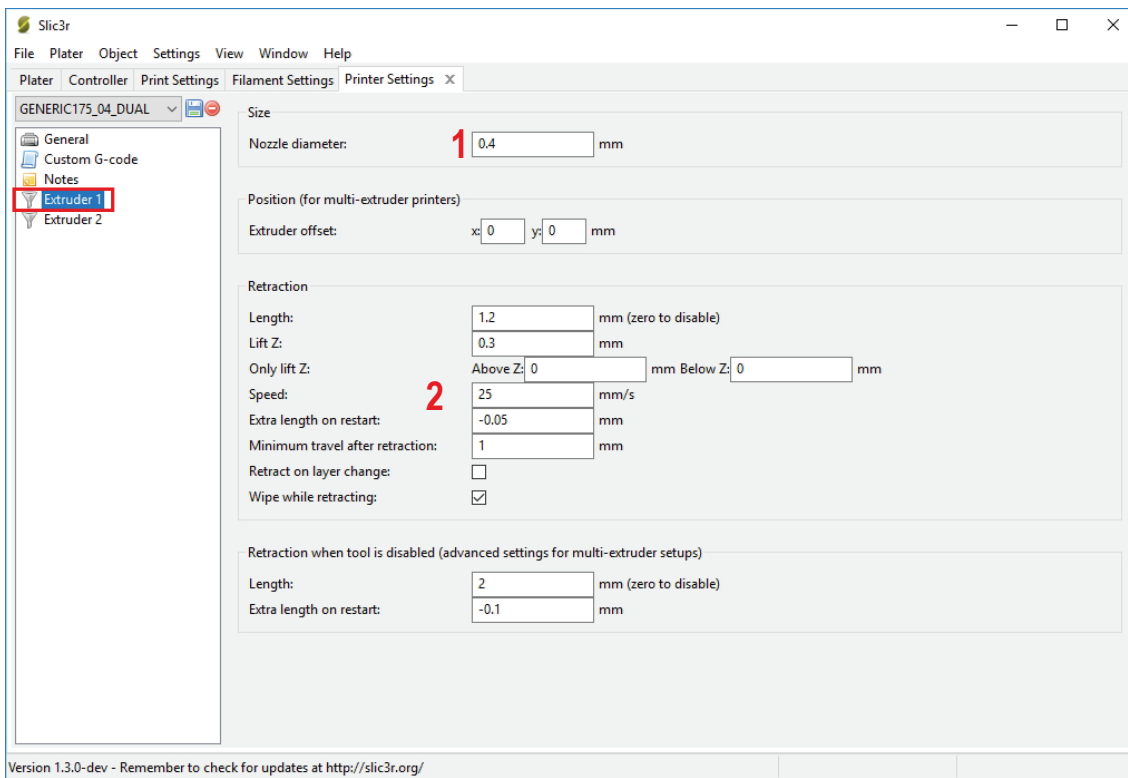 Slic3r
File Plater Object Settings View Window Help
Plater Controller Print Settings Filament Settings Printer Settings X
GENERIC175_04_DUAL
General
Custom G-code
Notes
Extruder 1
Extruder 2
Size
Nozzle diameter: 1 0.4 mm
Position (for multi-extruder printers)
Extruder offset: x: 0 y: 0 mm
Retraction
Length: 1.2 mm (zero to disable)
Lift Z: 0.3 mm
Only lift Z: Above Z: 0 mm Below Z: 0 mm
Speed: 2 25 mm/s
Extra length on restart: -0.05 mm
Minimum travel after retraction: 1 mm
Retract on layer change:
Wipe while retracting:
Retraction when tool is disabled (advanced settings for multi-extruder setups)
Length: 2 mm (zero to disable)
Extra length on restart: -0.1 mm
Version 1.3.0-dev - Remember to check for updates at http://slic3r.org/